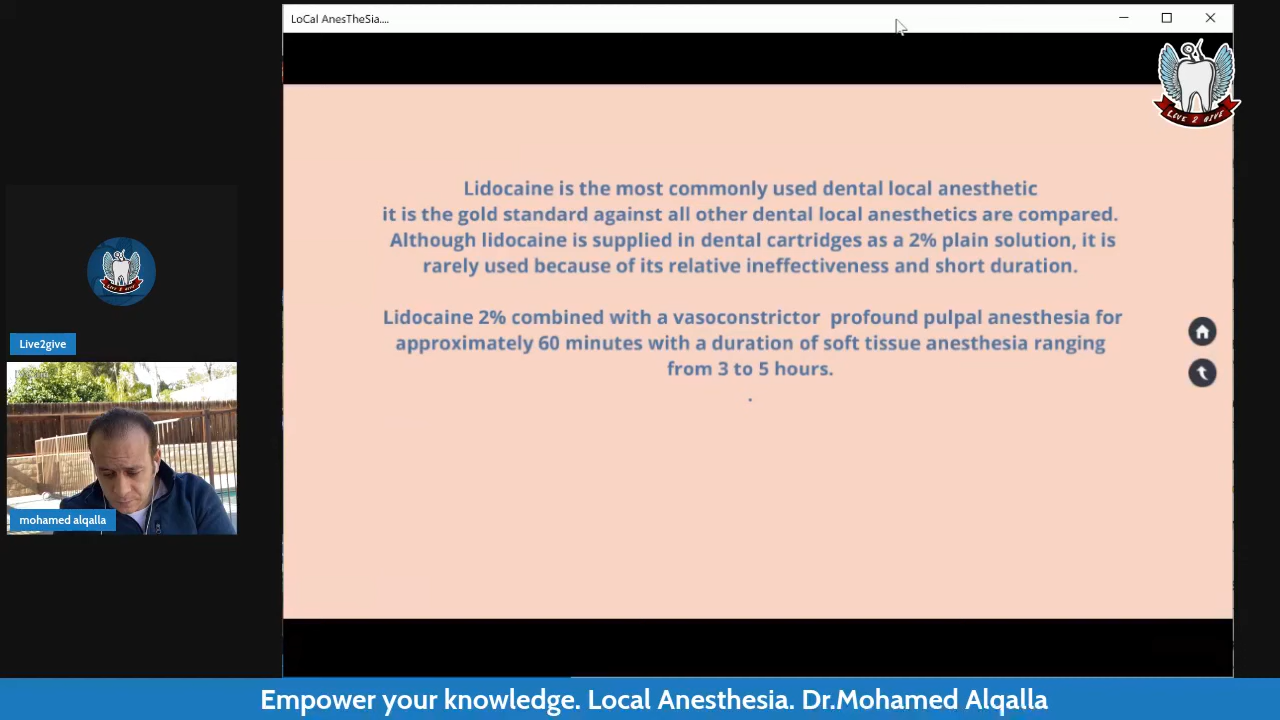 LoCal AnesTheSia....
LOVE 2 GIVE
Lidocaine is the most commonly used dental local anesthetic
it is the gold standard against all other dental local anesthetics are compared.
Although lidocaine is supplied in dental cartridges as a 2% plain solution, it is
rarely used because of its relative ineffectiveness and short duration.
Lidocaine 2% combined with a vasoconstrictor profound pulpal anesthesia for
approximately 60 minutes with a duration of soft tissue anesthesia ranging
from 3 to 5 hours.
.
Live2give
mohamed alqalla
Empower your knowledge. Local Anesthesia. Dr.Mohamed Alqalla